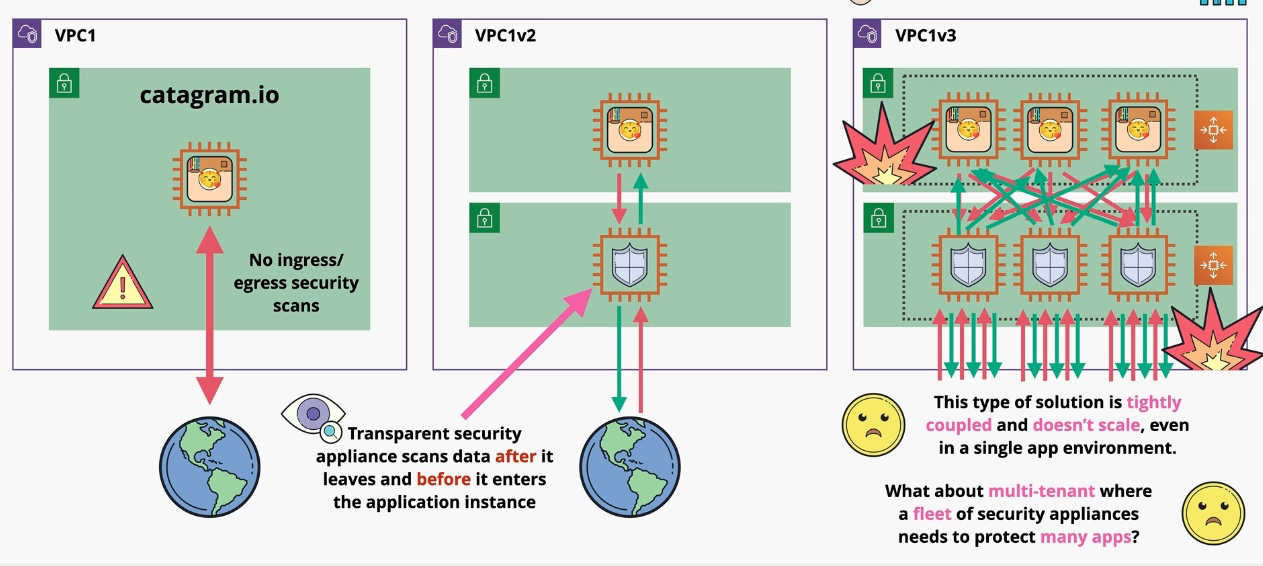 VPC1
catagram.io
No ingress/
egress security
scans
VPC1v2
Transparent security
appliance scans data after it
leaves and before it enters
the application instance
VPC1v3
This type of solution is tightly
coupled and doesn't scale, even
in a single app environment.
What about multi-tenant where
a fleet of security appliances
needs to protect many apps?